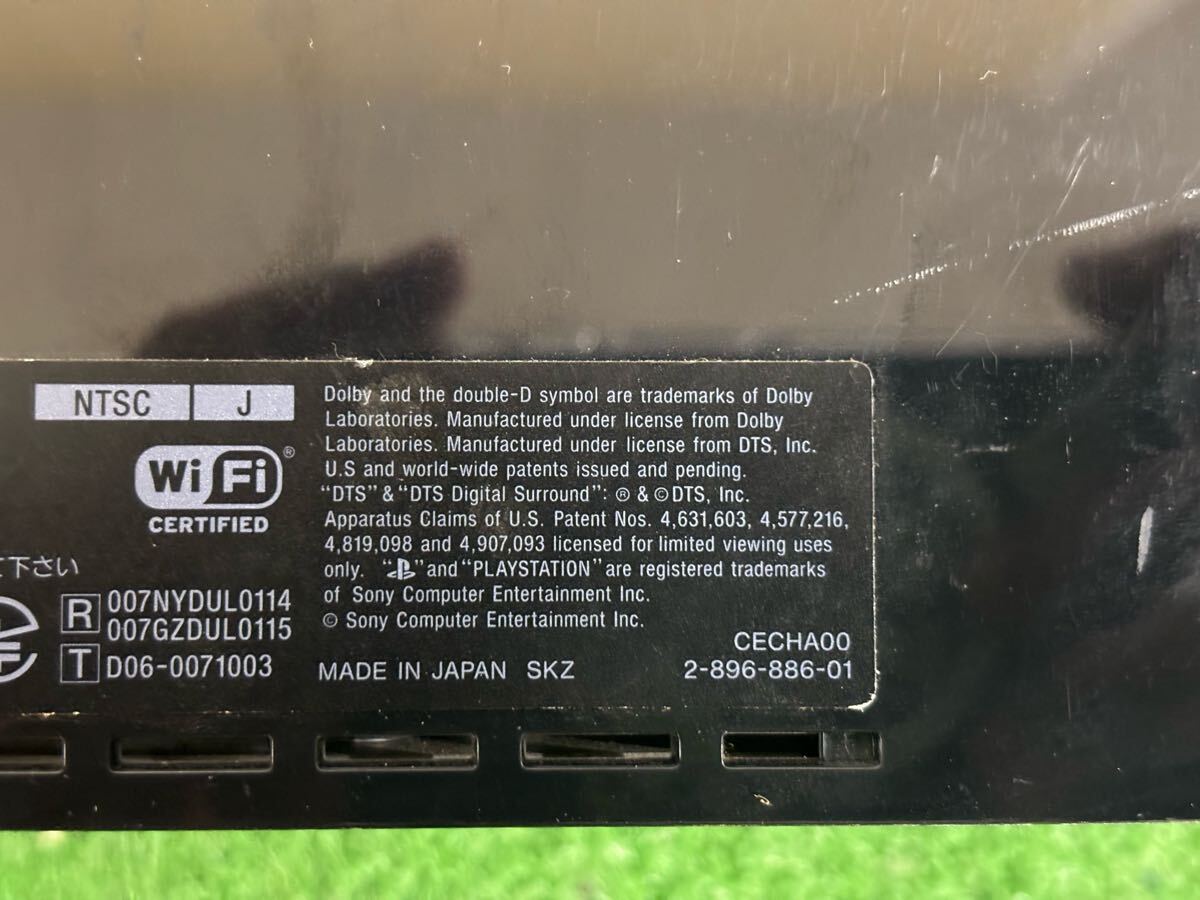 NTSC J
Wi Fi ®
CERTIFIED
て下さい
R 007NYDUL0114
007GZDUL0115
T D06-0071003
Dolby and the double-D symbol are trademarks of Dolby
Laboratories. Manufactured under license from Dolby
Laboratories. Manufactured under license from DTS, Inc.
U.S and world-wide patents issued and pending.
“DTS” & “DTS Digital Surround”: ® & © DTS, Inc.
Apparatus Claims of U.S. Patent Nos. 4,631,603, 4,577,216,
4,819,098 and 4,907,093 licensed for limited viewing uses
only. “PS” and “PLAYSTATION” are registered trademarks
of Sony Computer Entertainment Inc.
© Sony Computer Entertainment Inc.
CECHA00
MADE IN JAPAN SKZ 2-896-886-01